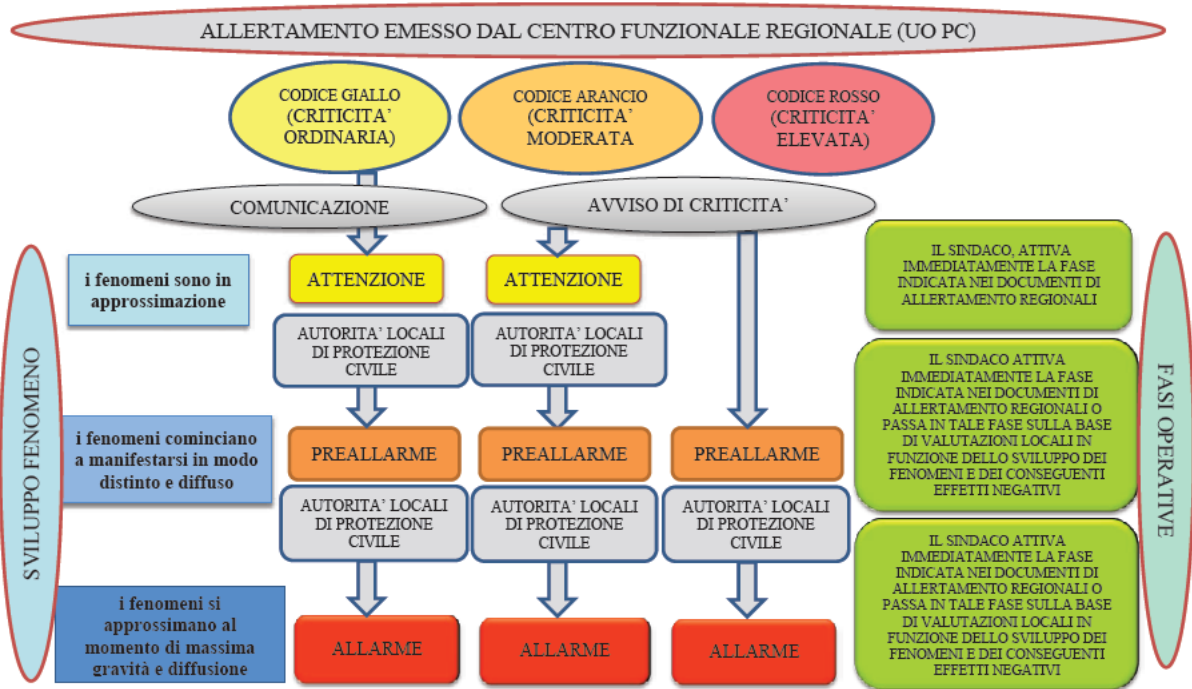 ALLERTAMENTO EMESSO DAL CENTRO FUNZIONALE REGIONALE (UO PC)
CODICE GIALLO
(CRITICITA'
ORDINARIA)
CODICE ARANCIO
(CRITICITA'
MODERATA
CODICE ROSSO
(CRITICITA'
ELEVATA)
COMUNICAZIONE
AVVISO DI CRITICITA'
SVILUPPO FENOMENO
i fenomeni sono in
approssimazione
ATTENZIONE
ATTENZIONE
IL SINDACO, ATTIVA
IMMEDIATAMENTE LA FASE
INDICATA NEI DOCUMENTI DI
ALLERTAMENTO REGIONALI
FASI OPERATIVE
AUTORITA' LOCALI
DI PROTEZIONE
CIVILE
AUTORITA' LOCALI
DI PROTEZIONE
CIVILE
i fenomeni cominciano
a manifestarsi in modo
distinto e diffuso
PREALLARME
PREALLARME
PREALLARME
IL SINDACO ATTIVA
IMMEDIATAMENTE LA FASE
INDICATA NEI DOCUMENTI DI
ALLERTAMENTO REGIONALI O
PASSA IN TALE FASE SULLA BASE
DI VALUTAZIONI LOCALI IN
FUNZIONE DELLO SVILUPPO DEI
FENOMENI E DEI CONSEGUENTI
EFFETTI NEGATIVI
AUTORITA' LOCALI
DI PROTEZIONE
CIVILE
AUTORITA' LOCALI
DI PROTEZIONE
CIVILE
AUTORITA' LOCALI
DI PROTEZIONE
CIVILE
i fenomeni si
approssimano al
momento di massima
gravità e diffusione
ALLARME
ALLARME
ALLARME
IL SINDACO ATTIVA
IMMEDIATAMENTE LA FASE
INDICATA NEI DOCUMENTI DI
ALLERTAMENTO REGIONALI O
PASSA IN TALE FASE SULLA BASE
DI VALUTAZIONI LOCALI IN
FUNZIONE DELLO SVILUPPO DEI
FENOMENI E DEI CONSEGUENTI
EFFETTI NEGATIVI